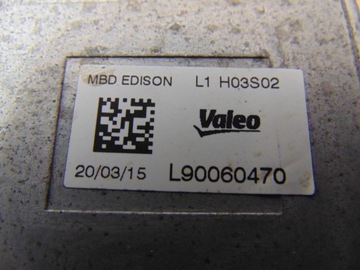 MBD EDISON L1 H03S02
Valeo
20/03/15 L90060470